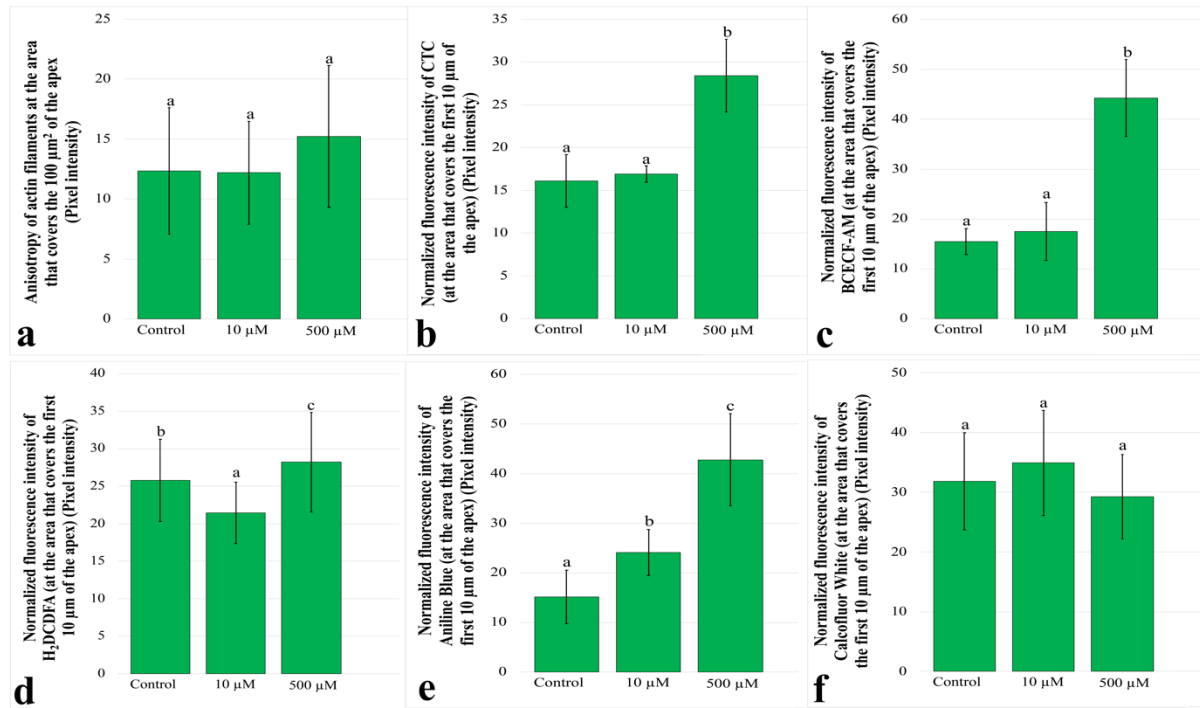 Anisotropy of actin filaments at the area
that covers the 100 µm² of the apex
(Pixel intensity)
25
20
15
10
5
0
a
a
a
Control
10 µM
500 µM
a
Normalized fluorescence intensity of CTC
(at the area that covers the first 10 µm of
the apex) (Pixel intensity)
35
30
25
20
15
10
5
0
a
a
b
Control
10 µM
500 µM
b
Normalized fluorescence intensity of
BCECF-AM (at the area that covers the
first 10 µm of the apex) (Pixel intensity)
60
50
40
30
20
10
0
a
a
b
Control
10 µM
500 µM
c
Normalized fluorescence intensity of
H₂DCDFA (at the area that covers the first
10 µm of the apex) (Pixel intensity)
40
35
30
25
20
15
10
5
0
b
a
c
Control
10 µM
500 µM
d
Normalized fluorescence intensity of
Aniline Blue (at the area that covers the
first 10 µm of the apex) (Pixel intensity)
60
50
40
30
20
10
0
a
b
c
Control
10 µM
500 µM
e
Normalized fluorescence intensity of
Calcofluor White (at the area that covers
the first 10 µm of the apex) (Pixel intensity)
50
40
30
20
10
0
a
a
a
Control
10 µM
500 µM
f